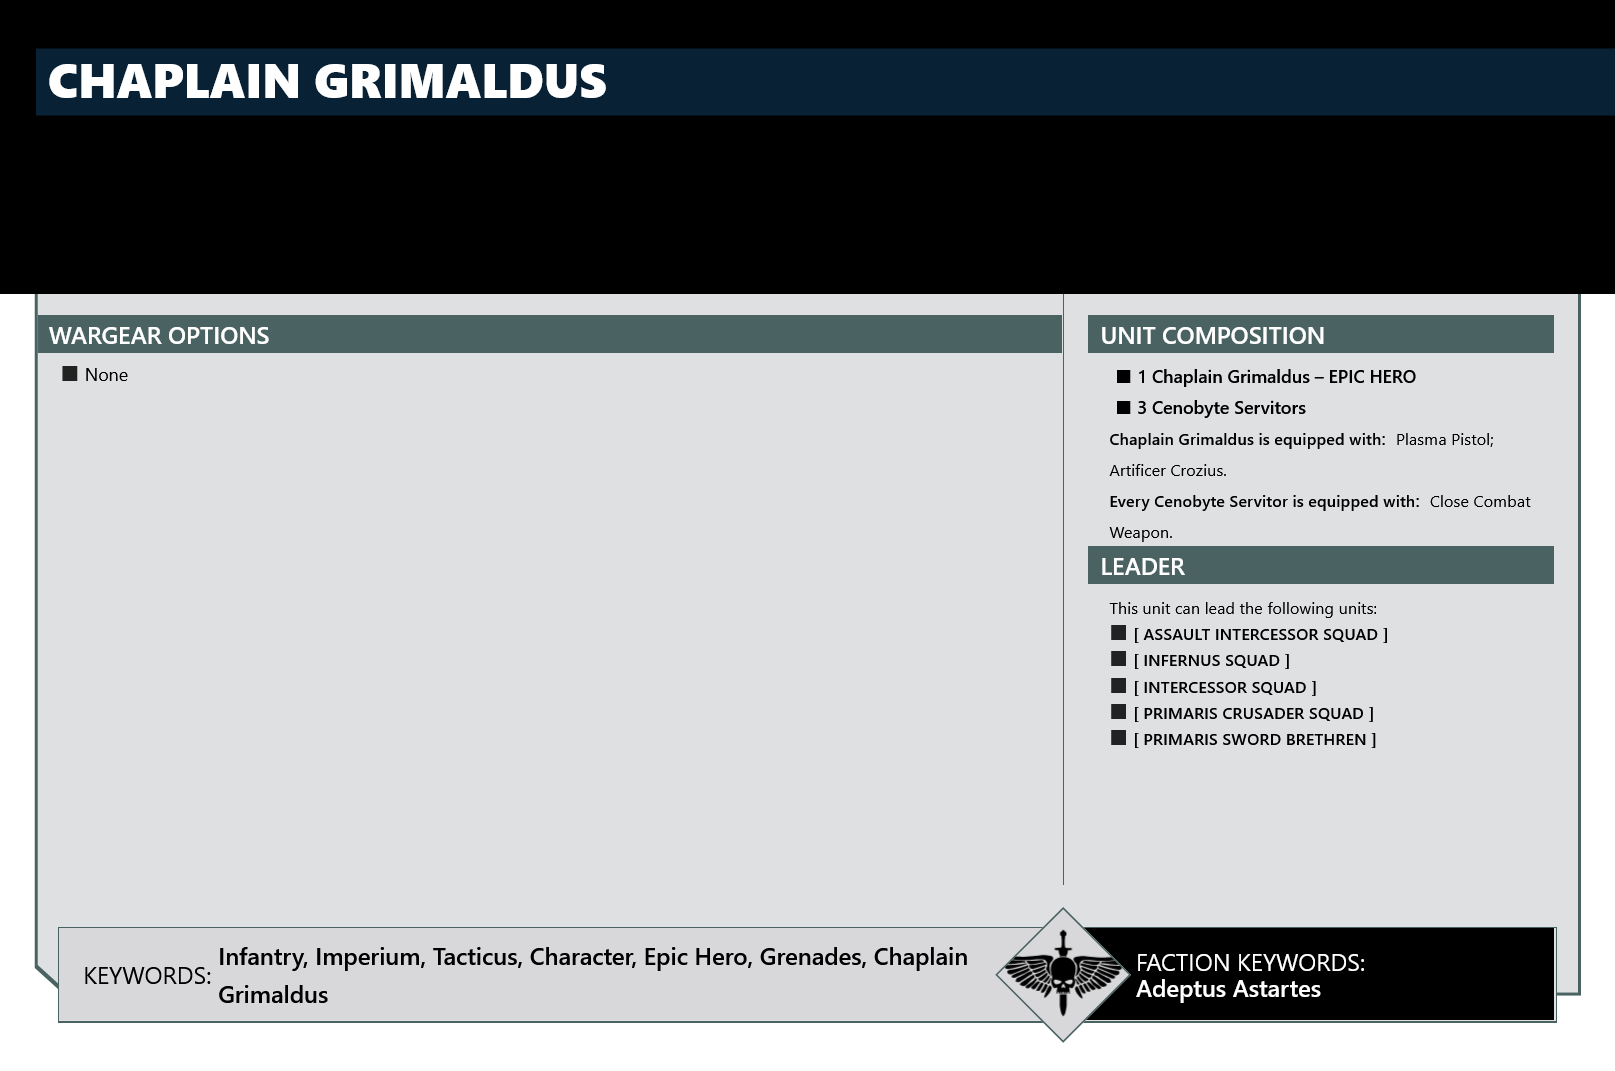 CHAPLAIN GRIMALDUS
WARGEAR OPTIONS
None
UNIT COMPOSITION
1 Chaplain Grimaldus – EPIC HERO
3 Cenobyte Servitors
Chaplain Grimaldus is equipped with: Plasma Pistol;
Artificer Crozius.
Every Cenobyte Servitor is equipped with: Close Combat
Weapon.
LEADER
This unit can lead the following units:
[ ASSAULT INTERCESSOR SQUAD ]
[ INFERNUS SQUAD ]
[ INTERCESSOR SQUAD ]
[ PRIMARIS CRUSADER SQUAD ]
[ PRIMARIS SWORD BRETHREN ]
KEYWORDS: Infantry, Imperium, Tacticus, Character, Epic Hero, Grenades, Chaplain
Grimaldus
FACTION KEYWORDS:
Adeptus Astartes